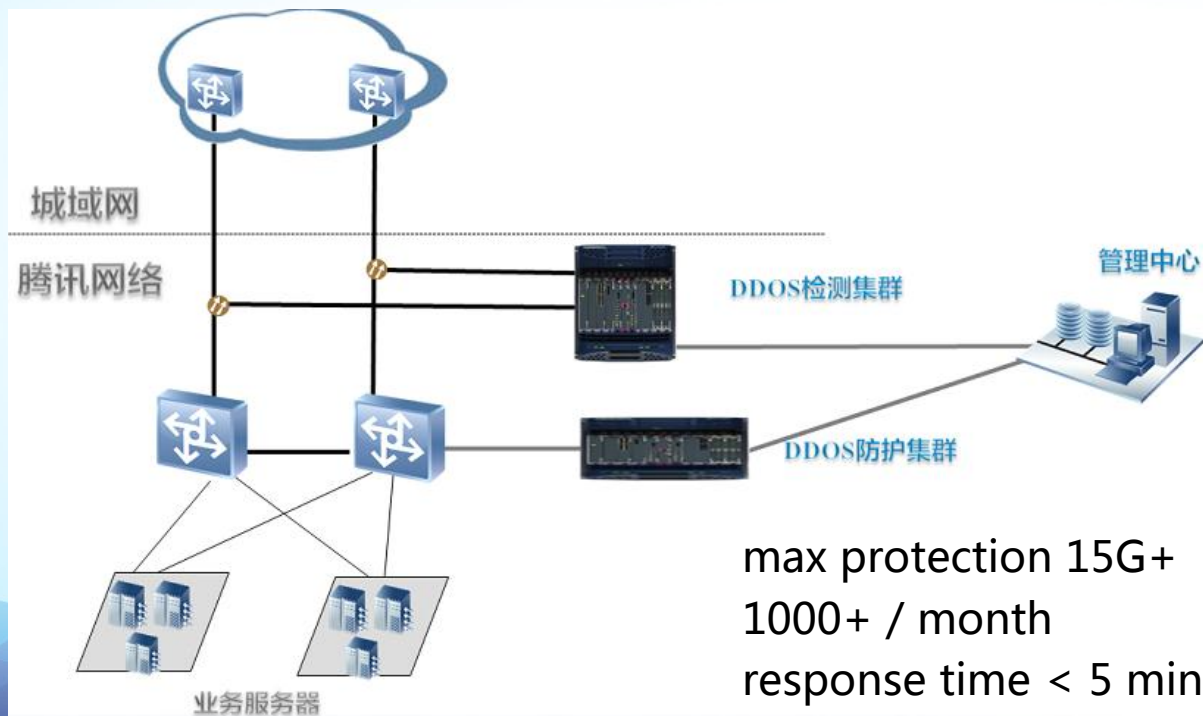 城域网
腾讯网络
DDOS检测集群
管理中心
DDOS防护集群
业务服务器
max protection 15G+
1000+ / month
response time < 5 min